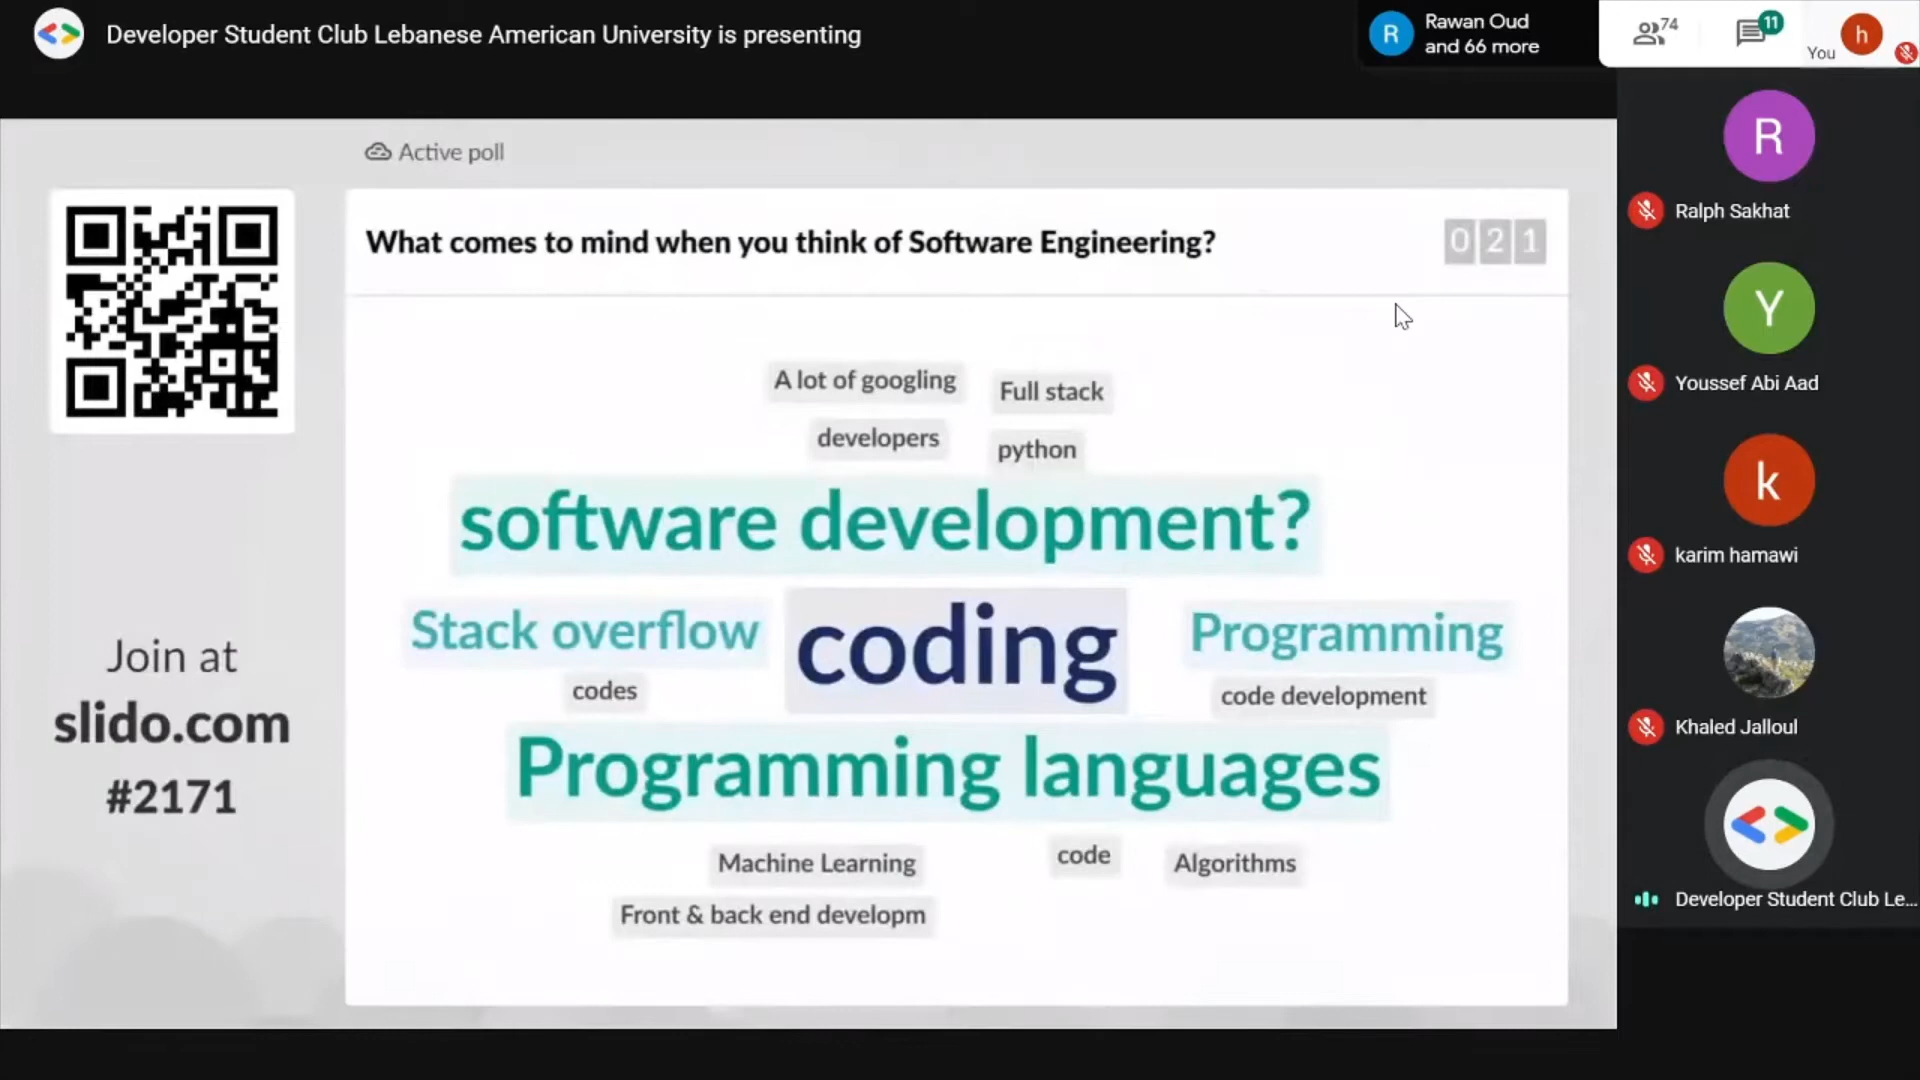 Developer Student Club Lebanese American University is presenting
R
Rawan Oud
and 66 more
74
11
You
h
Active poll
What comes to mind when you think of Software Engineering?
021
A lot of googling
Full stack
developers
python
software development?
Stack overflow
coding
Programming
codes
code development
Programming languages
Machine Learning
code
Algorithms
Front & back end developm
Join at
slido.com
#2171
R
Ralph Sakhat
Y
Youssef Abi Aad
k
karim hamawi
Khaled Jalloul
Developer Student Club Le...